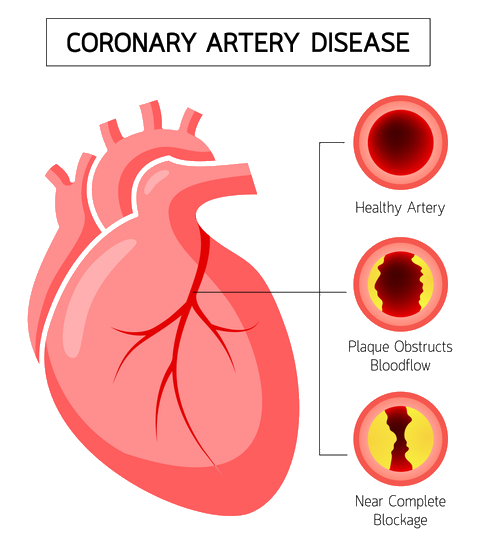 CORONARY ARTERY DISEASE
Healthy Artery
Plaque Obstructs
Bloodflow
Near Complete
Blockage